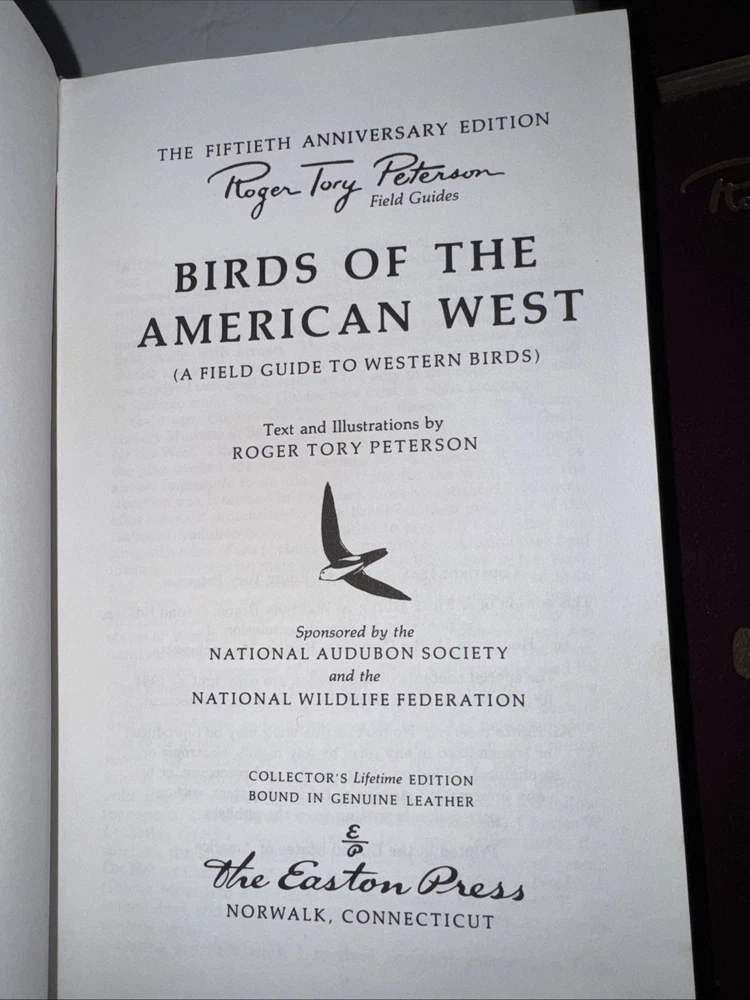 THE FIFTIETH ANNIVERSARY EDITION
Roger Tory Peterson
Field Guides
BIRDS OF THE
AMERICAN WEST
(A FIELD GUIDE TO WESTERN BIRDS)
Text and Illustrations by
ROGER TORY PETERSON
Sponsored by the
NATIONAL AUDUBON SOCIETY
and the
NATIONAL WILDLIFE FEDERATION
COLLECTOR'S Lifetime EDITION
BOUND IN GENUINE LEATHER
E
P
The Easton Press
NORWALK, CONNECTICUT